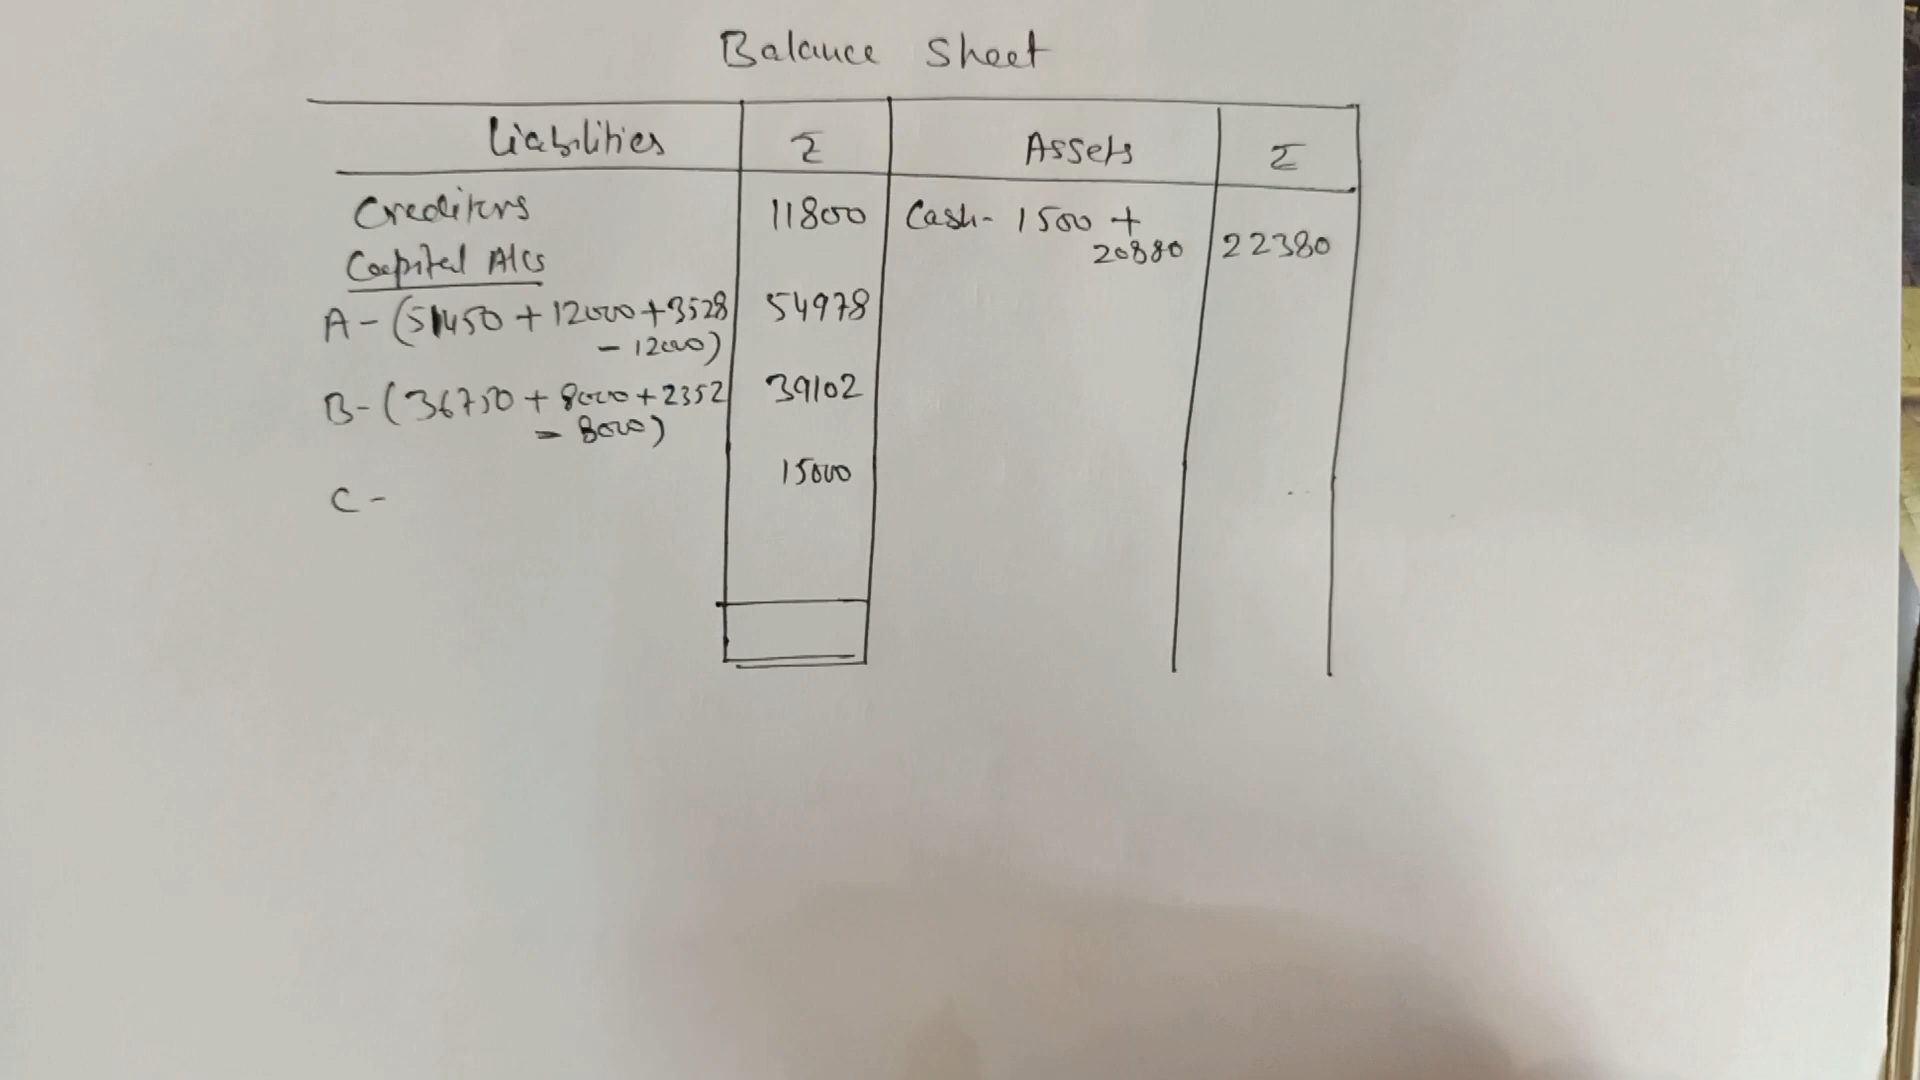 Balance Sheet
Liabilities ₹ Assets ₹
Creditors 11800 Cash- 1500 +
20880 22380
Capital A/cs
A - (51450 + 12000 + 3528 54978
- 12000)
B - (36750 + 8000 + 2352 39102
- 8000)
C - 15000